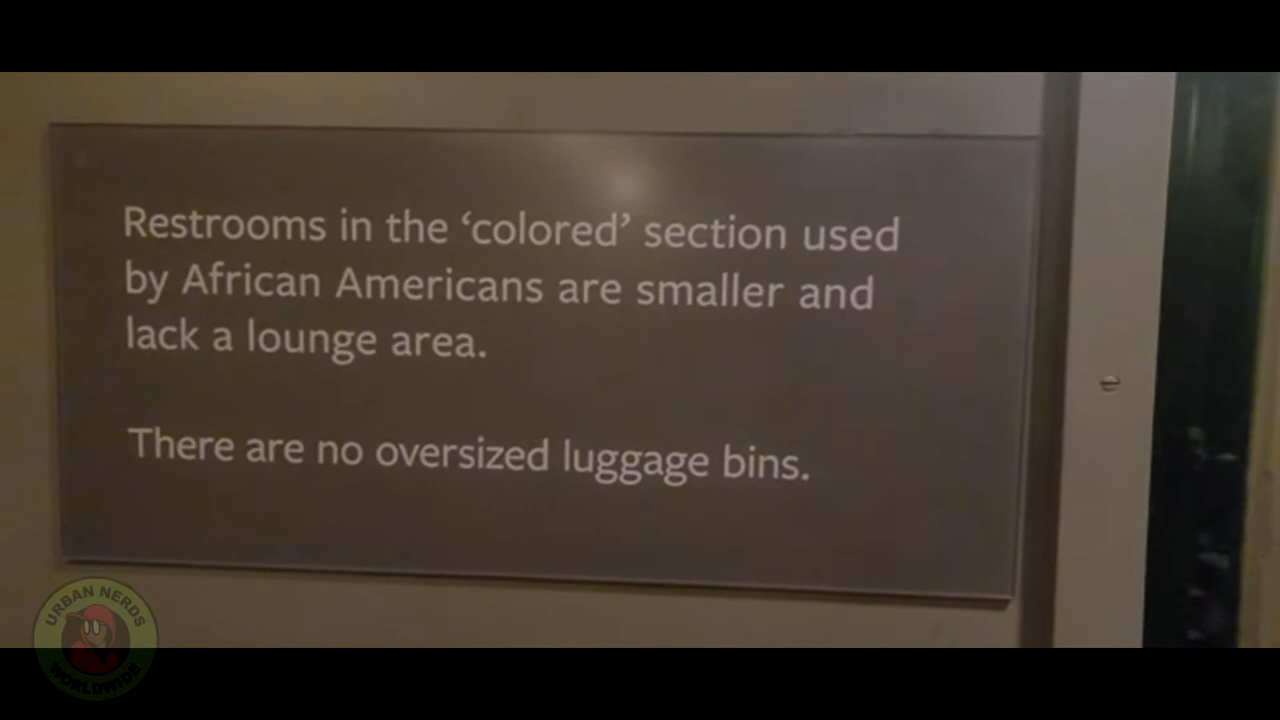 Restrooms in the ‘colored’ section used
by African Americans are smaller and
lack a lounge area.
There are no oversized luggage bins.
URBAN NERDS
WORLDWIDE